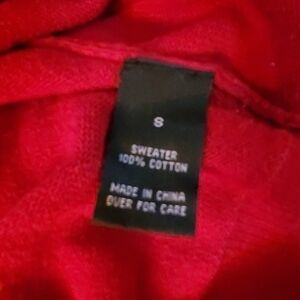 S
SWEATER
100% COTTON
MADE IN CHINA
OVER FOR CARE